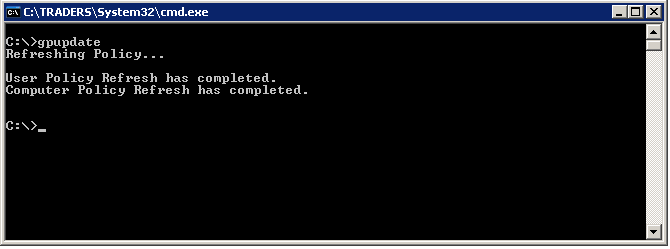 C:\TRADERS\System32\cmd.exe
C:\>gpupdate
Refreshing Policy...
User Policy Refresh has completed.
Computer Policy Refresh has completed.
C:\>_